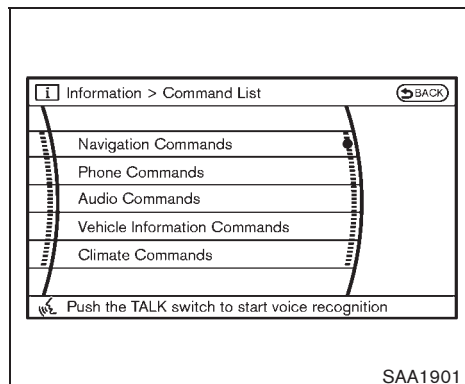 i Information > Command List BACK
Navigation Commands
Phone Commands
Audio Commands
Vehicle Information Commands
Climate Commands
Push the TALK switch to start voice recognition
SAA1901